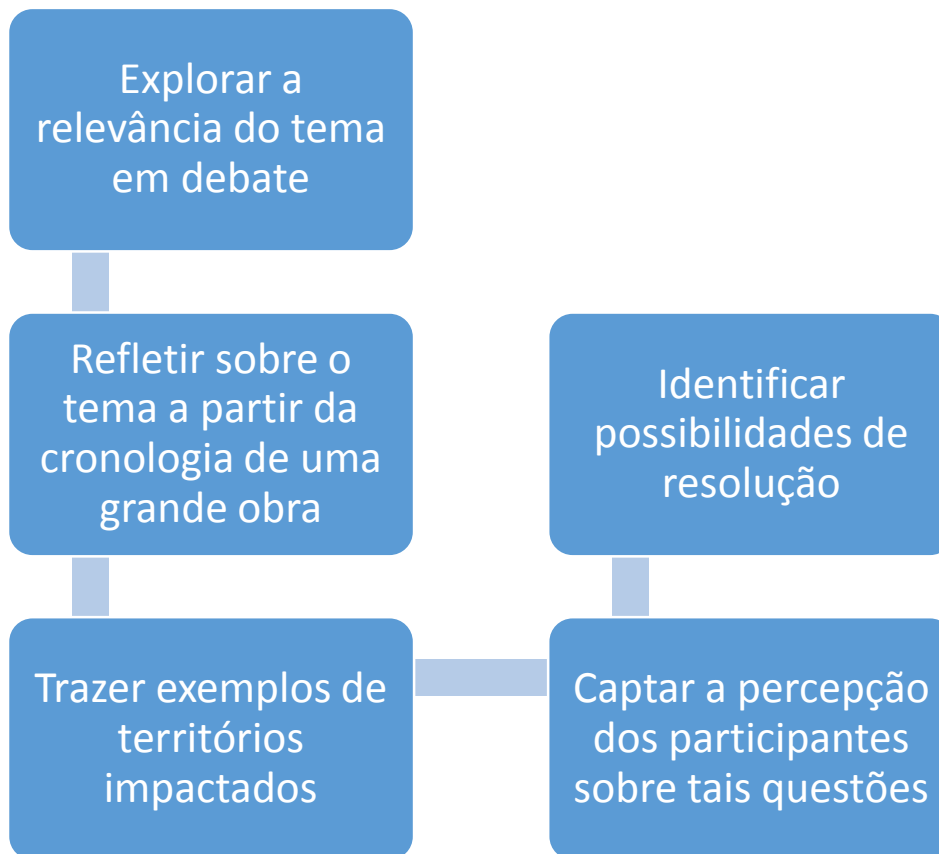 Explorar a
relevância do tema
em debate
Refletir sobre o
tema a partir da
cronologia de uma
grande obra
Trazer exemplos de
territórios
impactados
Captar a percepção
dos participantes
sobre tais questões
Identificar
possibilidades de
resolução